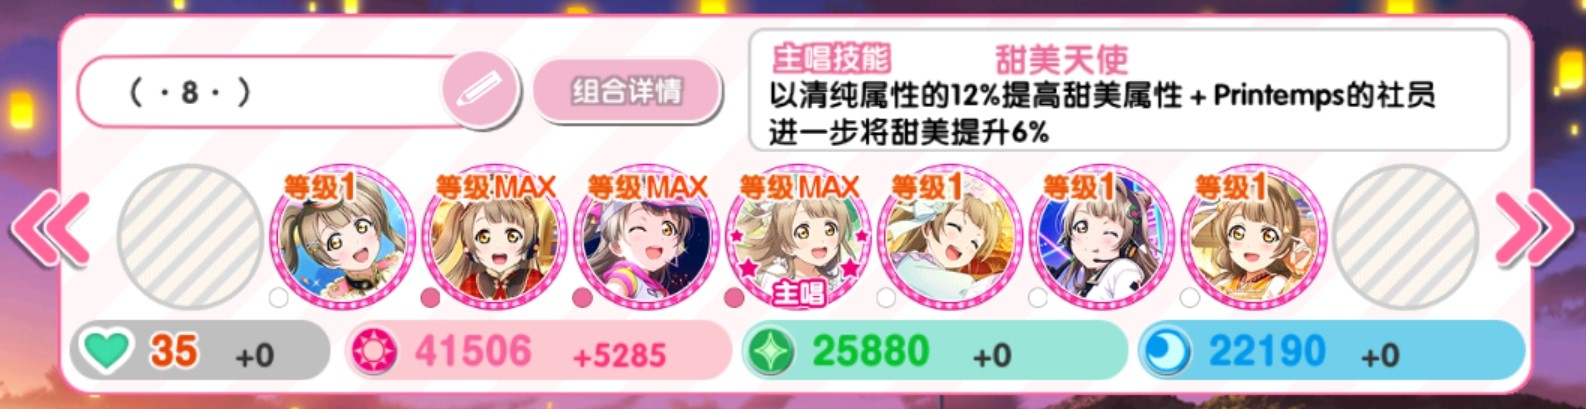 主唱技能 甜美天使
(・8・) 组合详情
以清纯属性的12%提高甜美属性+Printemps的社员
进一步将甜美提升6%
等级1 等级MAX 等级MAX 等级MAX 等级1 等级1 等级1
主唱
35 +0 41506 +5285 25880 +0 22190 +0